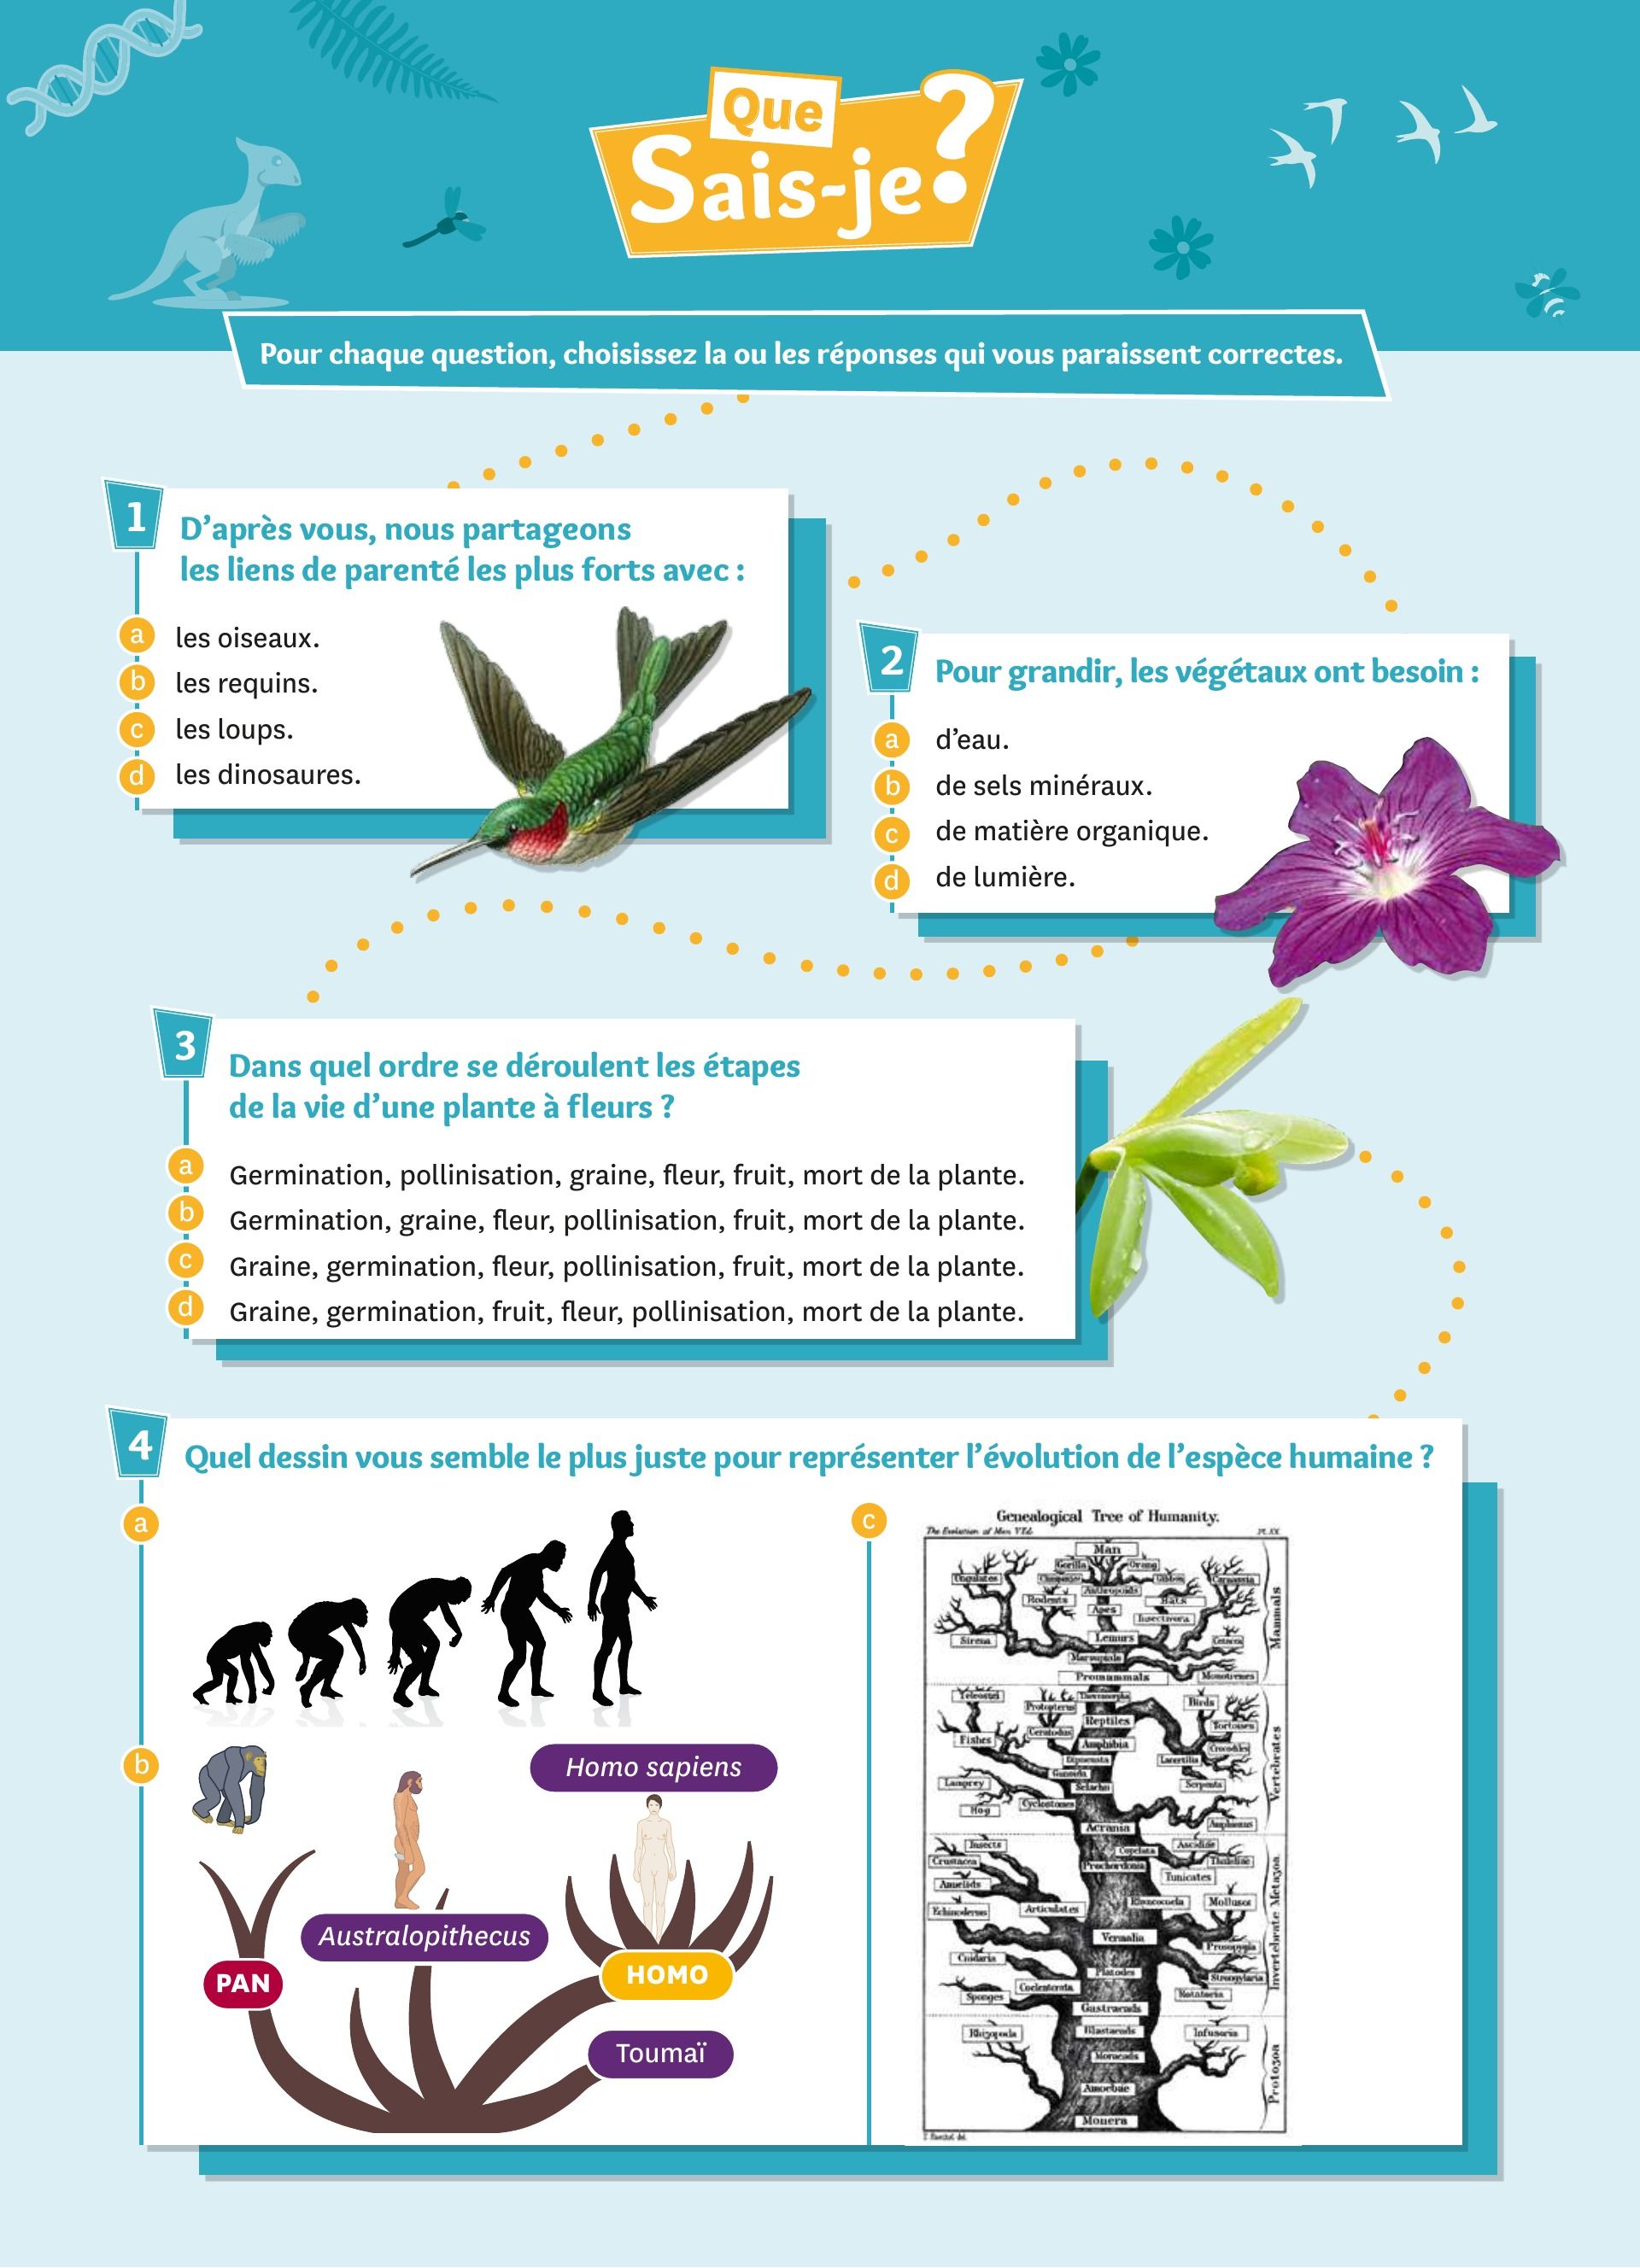 Que
Sais-je ?
Pour chaque question, choisissez la ou les réponses qui vous paraissent correctes.
1
D'après vous, nous partageons
les liens de parenté les plus forts avec :
a les oiseaux.
b les requins.
c les loups.
d les dinosaures.
2
Pour grandir, les végétaux ont besoin :
a d'eau.
b de sels minéraux.
c de matière organique.
d de lumière.
3
Dans quel ordre se déroulent les étapes
de la vie d'une plante à fleurs ?
a Germination, pollinisation, graine, fleur, fruit, mort de la plante.
b Germination, graine, fleur, pollinisation, fruit, mort de la plante.
c Graine, germination, fleur, pollinisation, fruit, mort de la plante.
d Graine, germination, fruit, fleur, pollinisation, mort de la plante.
4
Quel dessin vous semble le plus juste pour représenter l'évolution de l'espèce humaine ?
a
b
Homo sapiens
Australopithecus
PAN
HOMO
Toumaï
c
Genealogical Tree of Humanity.
The Evolution of Man V Ed.
Pl. XX.
Man
Gorilla
Orang
Ungulates
Gibbon
Carnaria
Anthropoids
Rodents
Bats
Apes
Insectivora
Sirena
Lemurs
Cetacea
Marsupials
Promammals
Monotremes
Mammals
Teleostei
Protopterus
Birds
Reptiles
Tortoises
Ceratodus
Fishes
Amphibia
Crocodiles
Dipneusta
Lacertilia
Ganoids
Lamprey
Selachii
Serpents
Hag
Cyclostomes
Amphioxus
Acrania
Vertebrates
Insects
Copelata
Ascidiae
Crustacea
Prochordonia
Thalidiae
Annelids
Tunicates
Echinoderms
Articulates
Molluscs
Vermalia
Cnidaria
Platodes
Strongylaria
Coelenterata
Sponges
Rotatoria
Gastraeads
Invertebrate Metazoa
Rhizopoda
Blastaeads
Infusoria
Moraeads
Amoebae
Monera
Protozoa